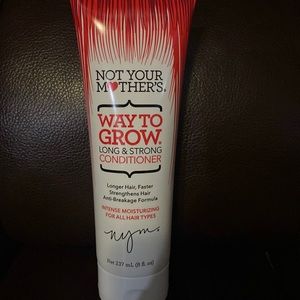 NOT YOUR
MOTHER'S®
WAY TO
GROW®
LONG & STRONG
CONDITIONER
Longer Hair, Faster
Strengthens Hair
Anti-Breakage Formula
INTENSE MOISTURIZING
FOR ALL HAIR TYPES
nym.
Net 237 mL (8 fl. oz)